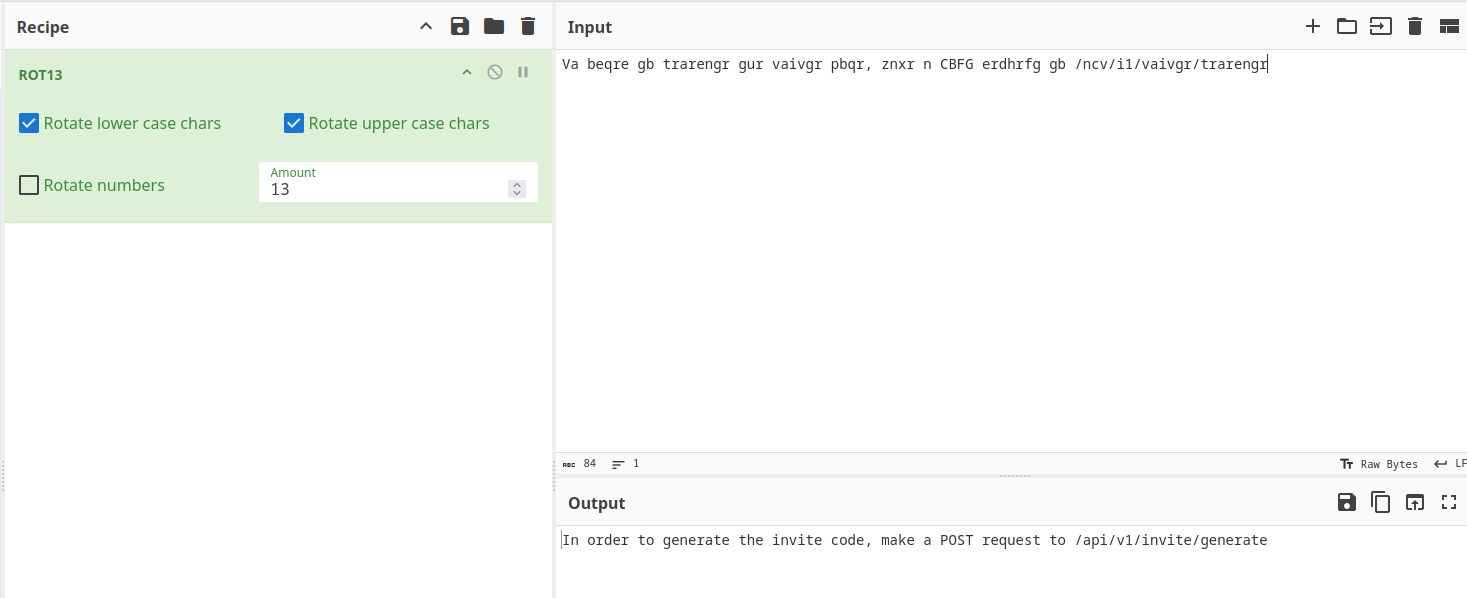 Recipe
ROT13
Rotate lower case chars
Rotate upper case chars
Rotate numbers
Amount
13
Input
Va beqre gb trarengr gur vaivgr pbqr, znxr n CBFG erdhrfg gb /ncv/i1/vaivgr/trarengr
ABC 84 1
Tт Raw Bytes LF
Output
In order to generate the invite code, make a POST request to /api/v1/invite/generate